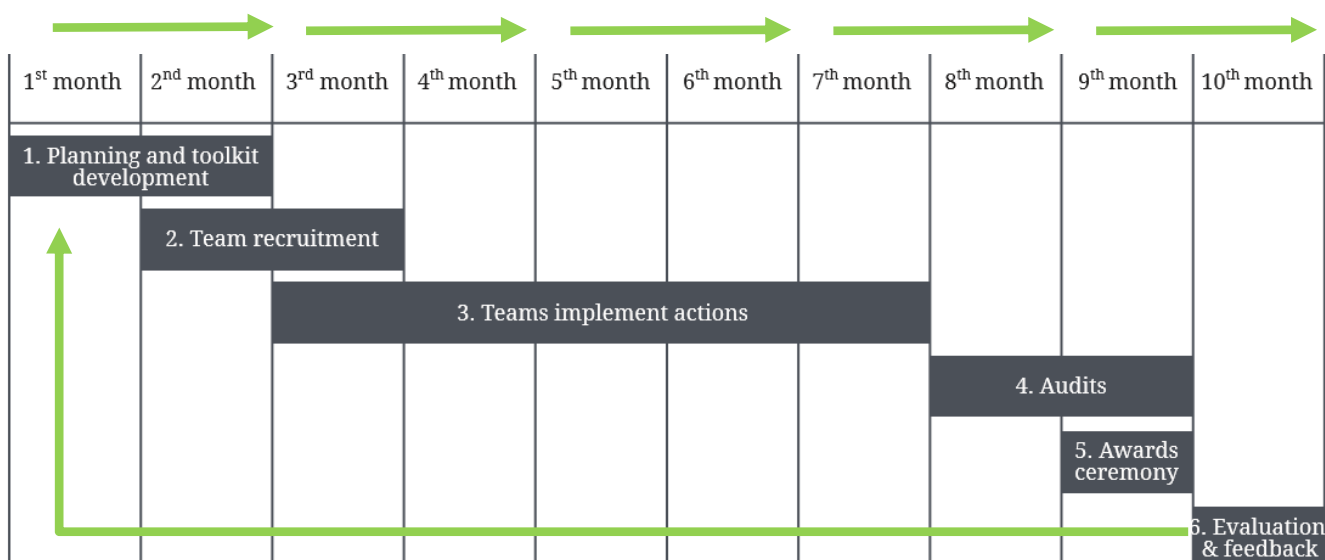 1st month 2nd month 3rd month 4th month 5th month 6th month 7th month 8th month 9th month 10th month
1. Planning and toolkit
development
2. Team recruitment
3. Teams implement actions
4. Audits
5. Awards
ceremony
6. Evaluation
& feedback